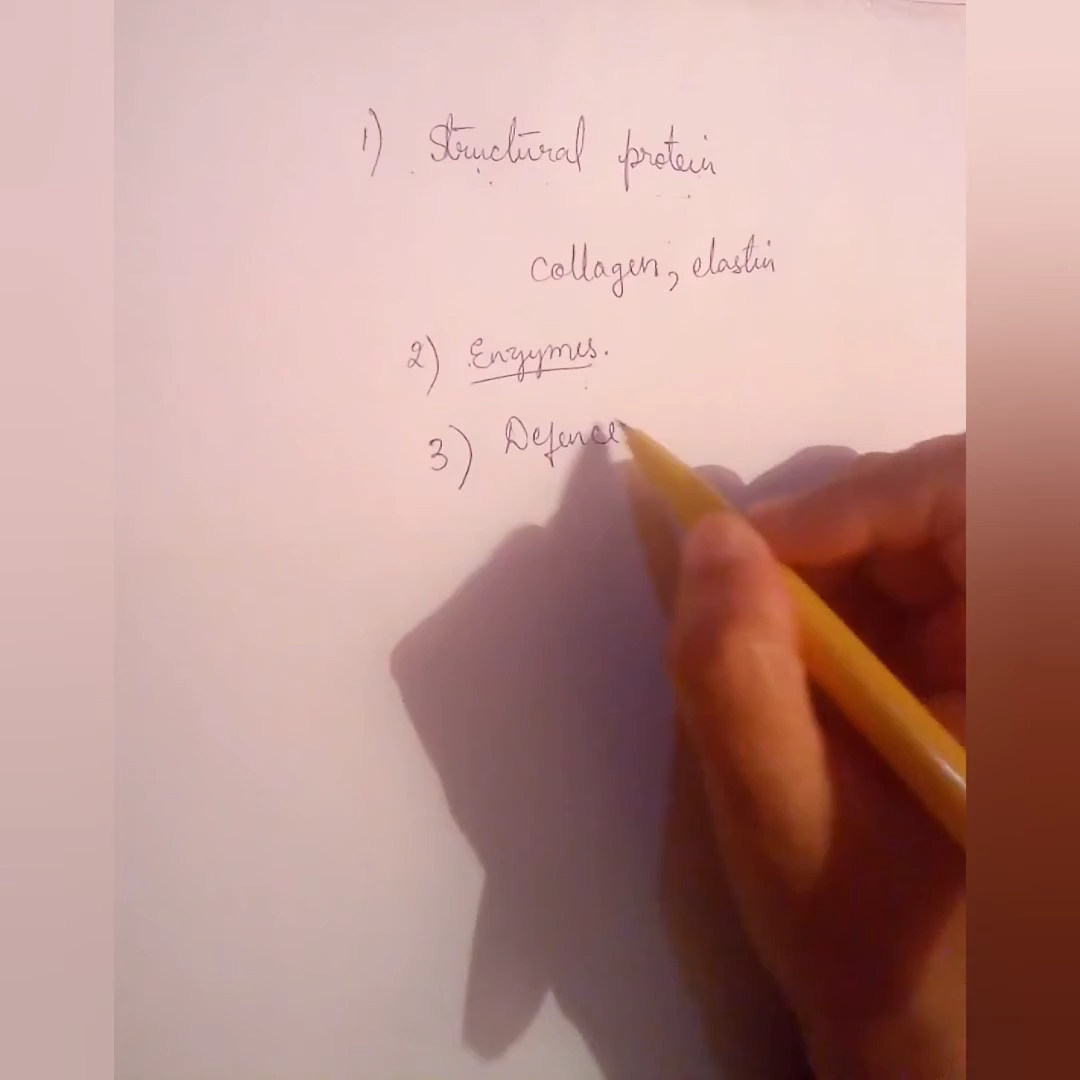 1) Structural protein
collagen, elastin
2) Enzymes.
3) Defence